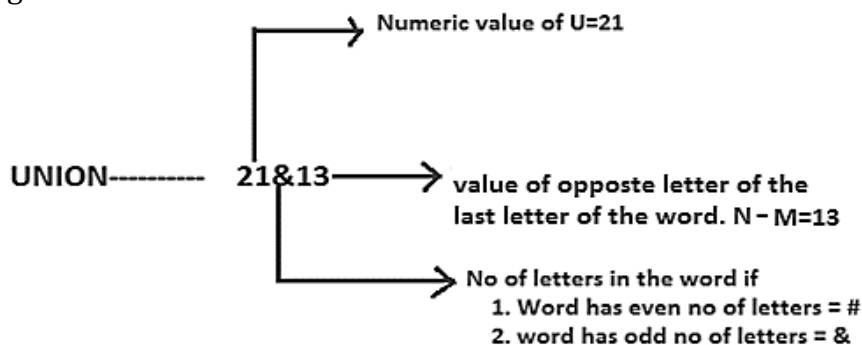 Numeric value of U=21
UNION---------- 21&13
value of opposte letter of the
last letter of the word. N-M=13
No of letters in the word if
1. Word has even no of letters = #
2. word has odd no of letters = &